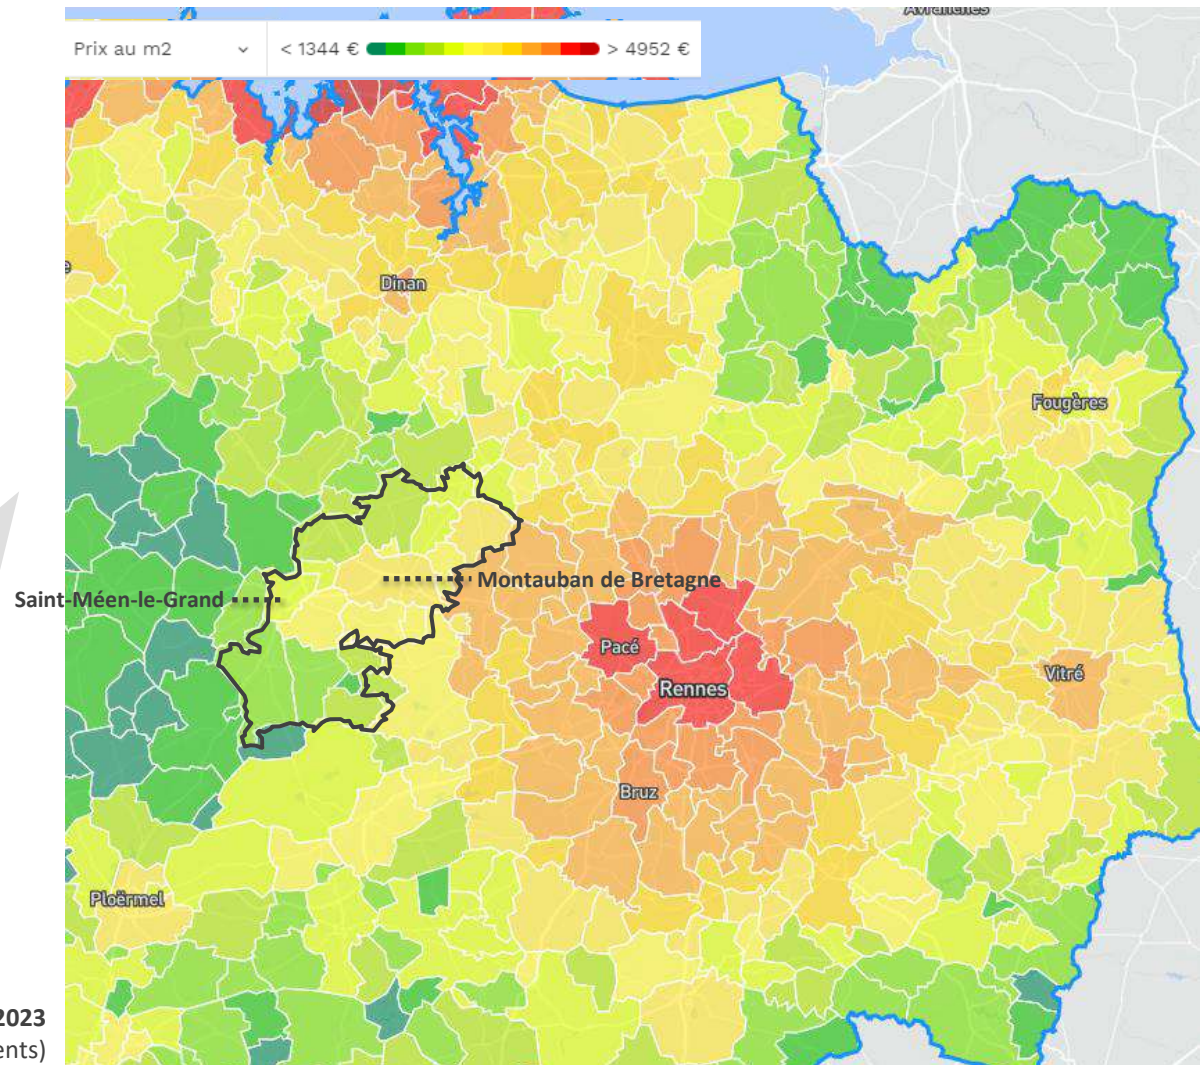 Avranches
Prix au m2
< 1344 €
> 4952 €
e
Dinan
Fougères
Montauban de Bretagne
Saint-Méen-le-Grand
Pacé
Rennes
Vitré
Bruz
Ploërmel
2023
ents)